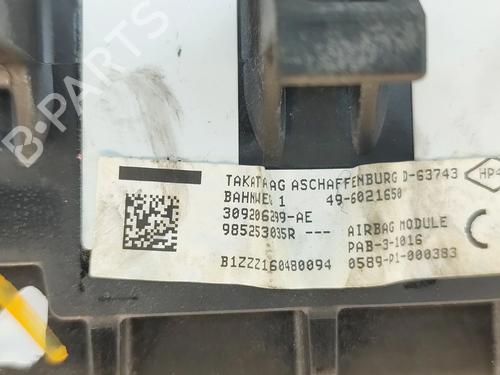 B-PARTS
TAKATA AG ASCHAFFENBURG D-63743
BAHNWEG 1 49-6021650
HP4
309206299-AE
985253035R --- AIRBAG MODULE
PAB-3-1016
B1ZZZ160480094 0589-P1-000383